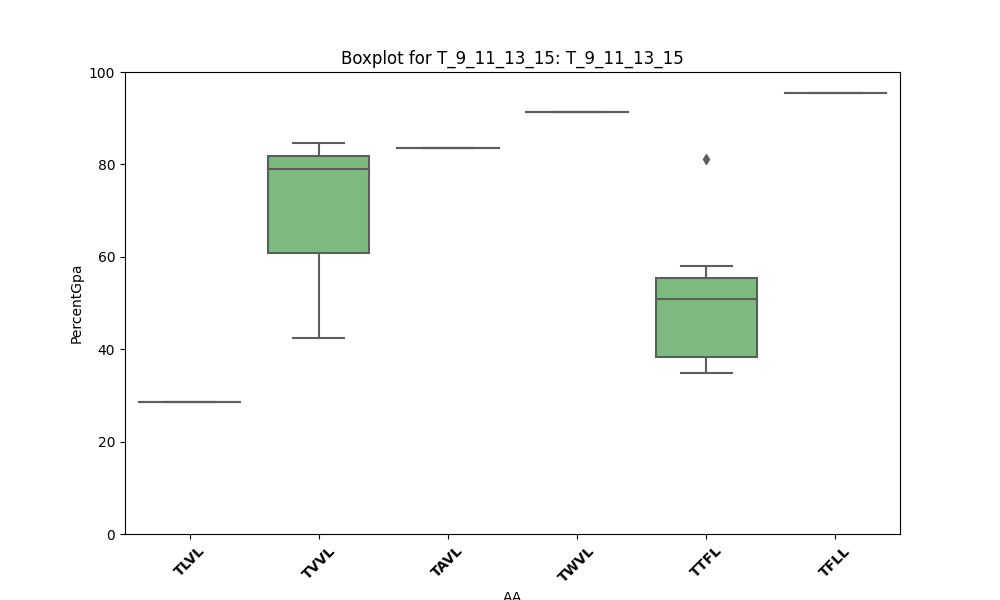 Boxplot for T_9_11_13_15: T_9_11_13_15
100
80
60
40
20
0
PercentGpa
TLVL
TVVL
TAVL
TWVL
TTFL
TFLL
AA